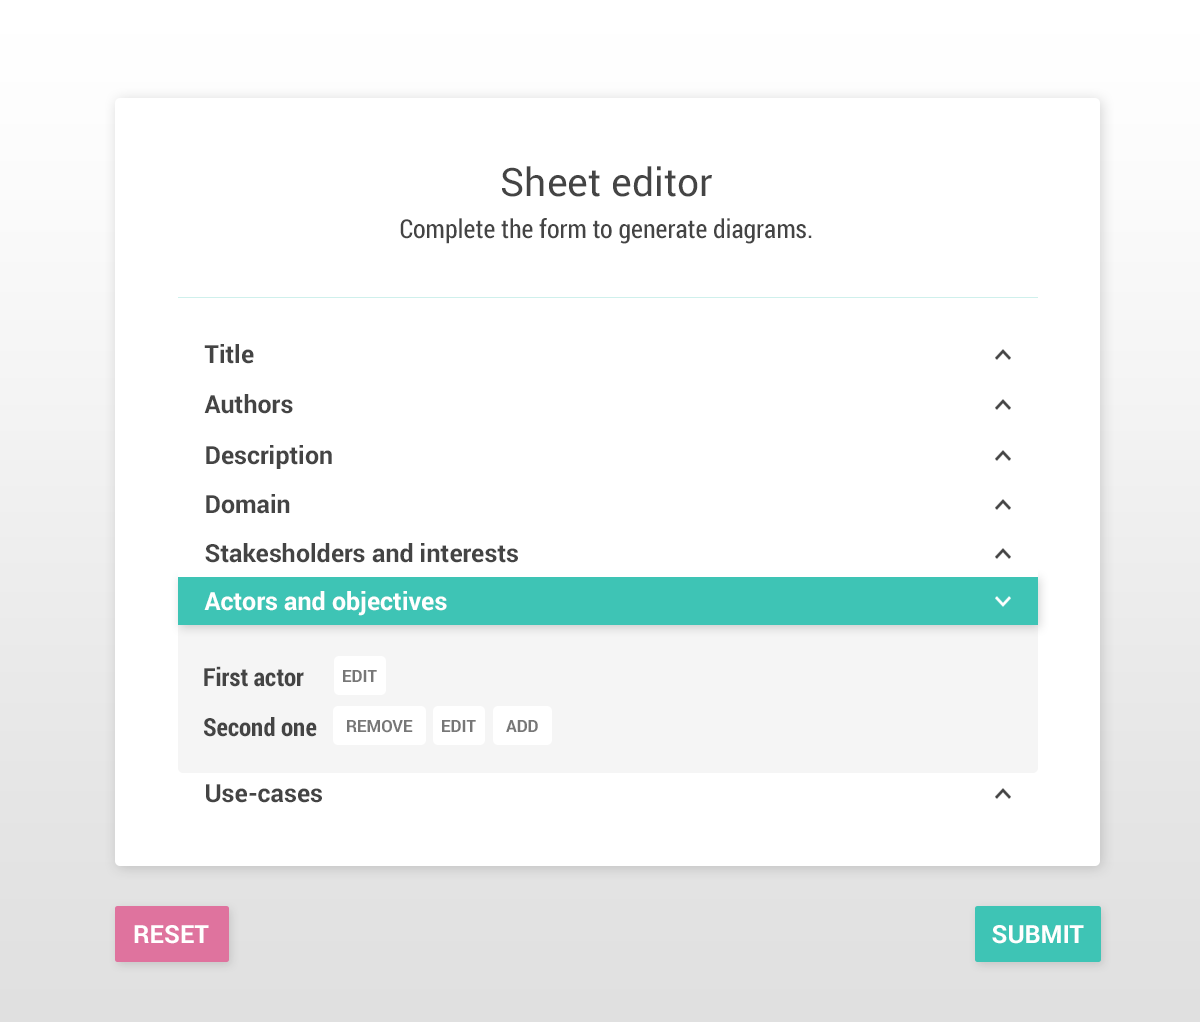 Sheet editor
Complete the form to generate diagrams.
Title
Authors
Description
Domain
Stakesholders and interests
Actors and objectives
First actor EDIT
Second one REMOVE EDIT ADD
Use-cases
RESET SUBMIT